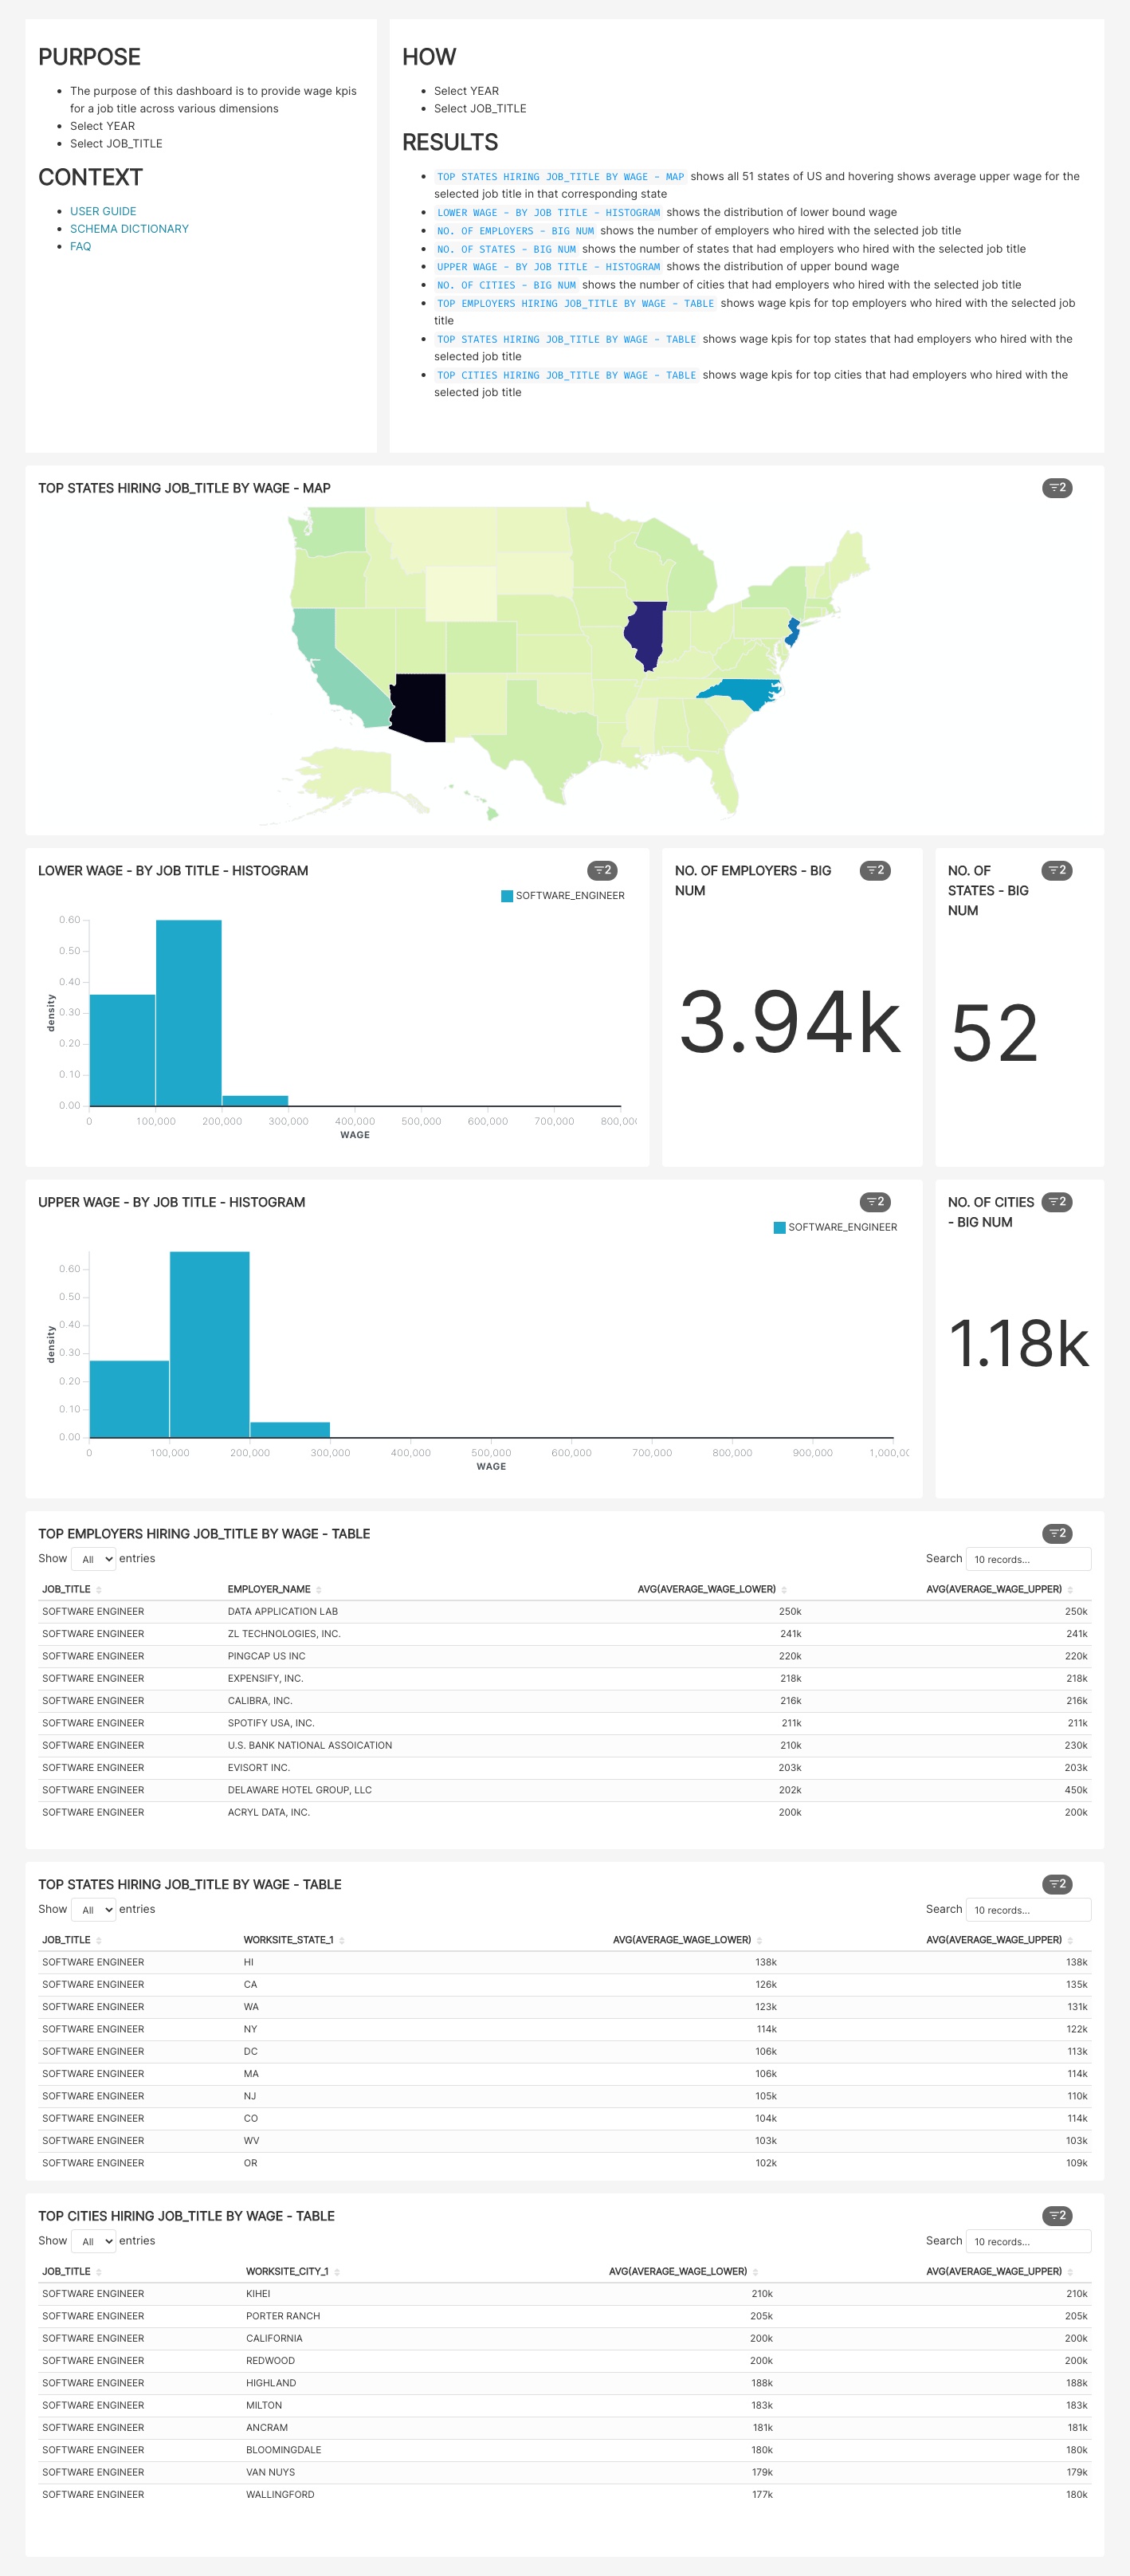 PURPOSE
The purpose of this dashboard is to provide wage kpis
for a job title across various dimensions
Select YEAR
Select JOB_TITLE
CONTEXT
USER GUIDE
SCHEMA DICTIONARY
FAQ
HOW
Select YEAR
Select JOB_TITLE
RESULTS
TOP STATES HIRING JOB_TITLE BY WAGE - MAP shows all 51 states of US and hovering shows average upper wage for the
selected job title in that corresponding state
LOWER WAGE - BY JOB TITLE - HISTOGRAM shows the distribution of lower bound wage
NO. OF EMPLOYERS - BIG NUM shows the number of employers who hired with the selected job title
NO. OF STATES - BIG NUM shows the number of states that had employers who hired with the selected job title
UPPER WAGE - BY JOB TITLE - HISTOGRAM shows the distribution of upper bound wage
NO. OF CITIES - BIG NUM shows the number of cities that had employers who hired with the selected job title
TOP EMPLOYERS HIRING JOB_TITLE BY WAGE - TABLE shows wage kpis for top employers who hired with the selected job
title
TOP STATES HIRING JOB_TITLE BY WAGE - TABLE shows wage kpis for top states that had employers who hired with the
selected job title
TOP CITIES HIRING JOB_TITLE BY WAGE - TABLE shows wage kpis for top cities that had employers who hired with the
selected job title
TOP STATES HIRING JOB_TITLE BY WAGE - MAP 2
LOWER WAGE - BY JOB TITLE - HISTOGRAM 2
SOFTWARE_ENGINEER
0.60
0.50
0.40
0.30
0.20
0.10
0.00
density
0 100,000 200,000 300,000 400,000 500,000 600,000 700,000 800,000
WAGE
NO. OF EMPLOYERS - BIG 2
NUM
3.94k
NO. OF 2
STATES - BIG
NUM
52
UPPER WAGE - BY JOB TITLE - HISTOGRAM 2
SOFTWARE_ENGINEER
0.60
0.50
0.40
0.30
0.20
0.10
0.00
density
0 100,000 200,000 300,000 400,000 500,000 600,000 700,000 800,000 900,000 1,000,00
WAGE
NO. OF CITIES 2
- BIG NUM
1.18k
TOP EMPLOYERS HIRING JOB_TITLE BY WAGE - TABLE 2
Show All entries Search 10 records...
JOB_TITLE EMPLOYER_NAME AVG(AVERAGE_WAGE_LOWER) AVG(AVERAGE_WAGE_UPPER)
SOFTWARE ENGINEER DATA APPLICATION LAB 250k 250k
SOFTWARE ENGINEER ZL TECHNOLOGIES, INC. 241k 241k
SOFTWARE ENGINEER PINGCAP US INC 220k 220k
SOFTWARE ENGINEER EXPENSIFY, INC. 218k 218k
SOFTWARE ENGINEER CALIBRA, INC. 216k 216k
SOFTWARE ENGINEER SPOTIFY USA, INC. 211k 211k
SOFTWARE ENGINEER U.S. BANK NATIONAL ASSOICATION 210k 230k
SOFTWARE ENGINEER EVISORT INC. 203k 203k
SOFTWARE ENGINEER DELAWARE HOTEL GROUP, LLC 202k 450k
SOFTWARE ENGINEER ACRYL DATA, INC. 200k 200k
TOP STATES HIRING JOB_TITLE BY WAGE - TABLE 2
Show All entries Search 10 records...
JOB_TITLE WORKSITE_STATE_1 AVG(AVERAGE_WAGE_LOWER) AVG(AVERAGE_WAGE_UPPER)
SOFTWARE ENGINEER HI 138k 138k
SOFTWARE ENGINEER CA 126k 135k
SOFTWARE ENGINEER WA 123k 131k
SOFTWARE ENGINEER NY 114k 122k
SOFTWARE ENGINEER DC 106k 113k
SOFTWARE ENGINEER MA 106k 114k
SOFTWARE ENGINEER NJ 105k 110k
SOFTWARE ENGINEER CO 104k 114k
SOFTWARE ENGINEER WV 103k 103k
SOFTWARE ENGINEER OR 102k 109k
TOP CITIES HIRING JOB_TITLE BY WAGE - TABLE 2
Show All entries Search 10 records...
JOB_TITLE WORKSITE_CITY_1 AVG(AVERAGE_WAGE_LOWER) AVG(AVERAGE_WAGE_UPPER)
SOFTWARE ENGINEER KIHEI 210k 210k
SOFTWARE ENGINEER PORTER RANCH 205k 205k
SOFTWARE ENGINEER CALIFORNIA 200k 200k
SOFTWARE ENGINEER REDWOOD 200k 200k
SOFTWARE ENGINEER HIGHLAND 188k 188k
SOFTWARE ENGINEER MILTON 183k 183k
SOFTWARE ENGINEER ANCRAM 181k 181k
SOFTWARE ENGINEER BLOOMINGDALE 180k 180k
SOFTWARE ENGINEER VAN NUYS 179k 179k
SOFTWARE ENGINEER WALLINGFORD 177k 180k